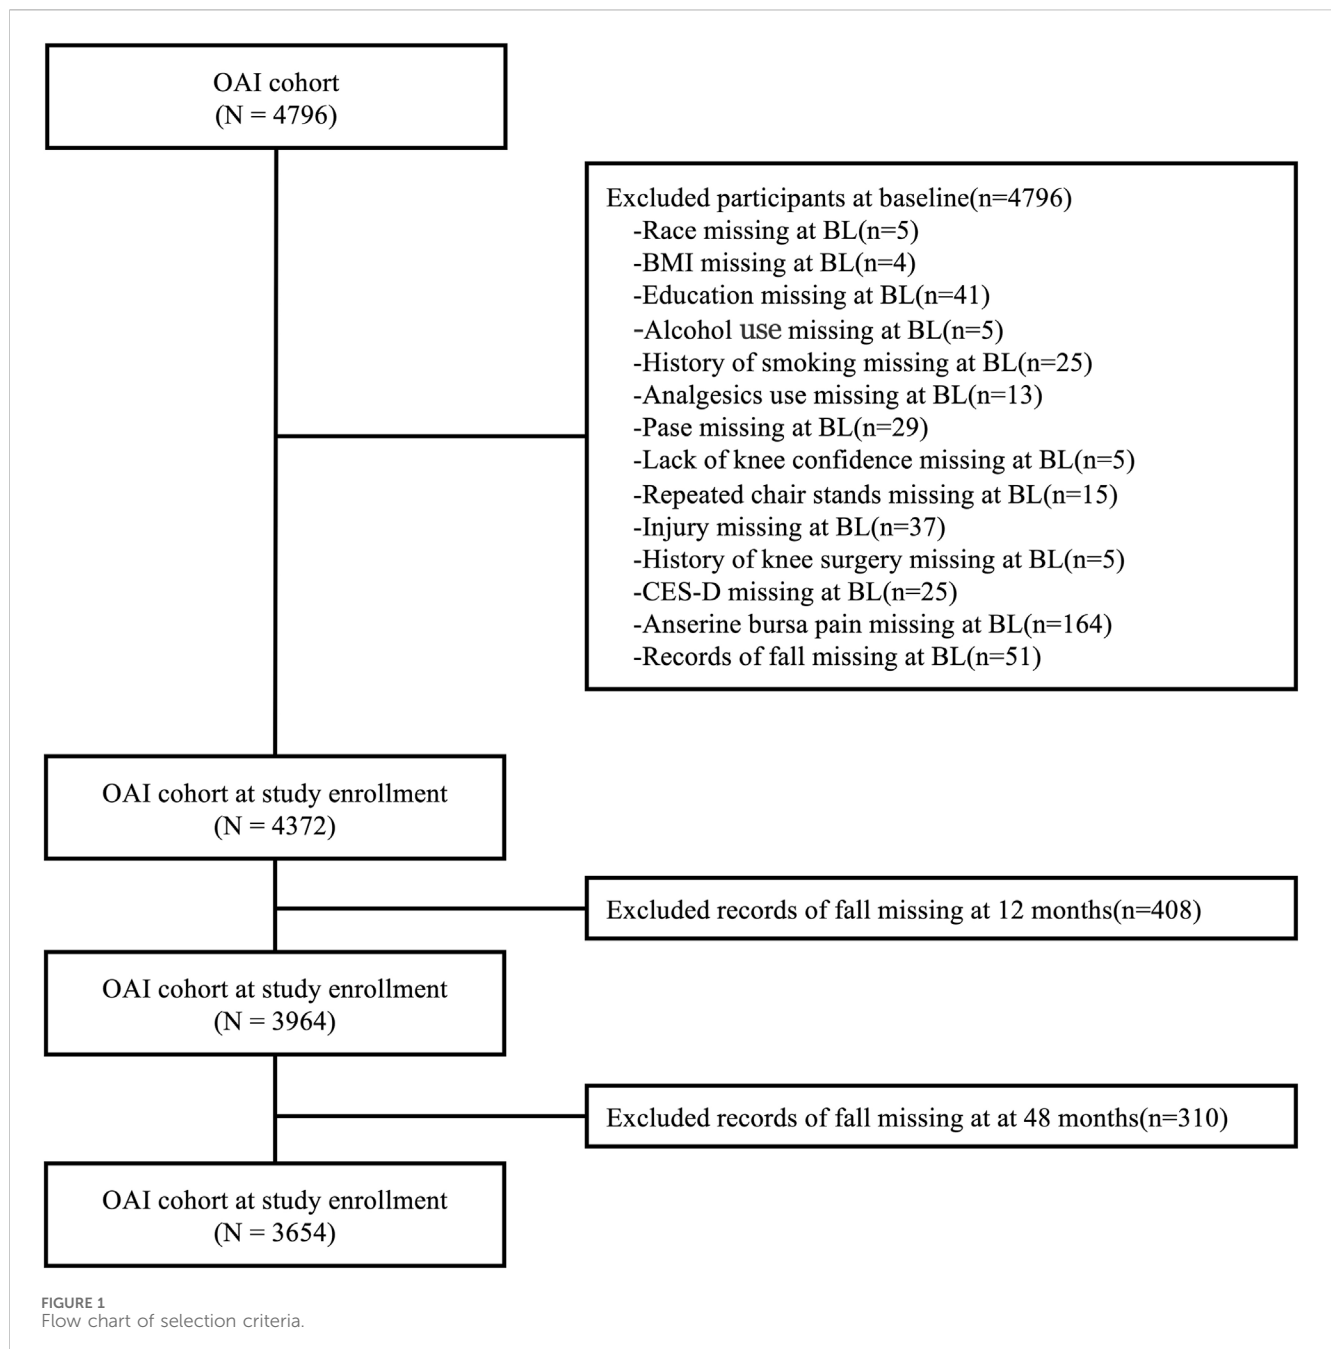 OAI cohort
(N = 4796)
Excluded participants at baseline(n=4796)
-Race missing at BL(n=5)
-BMI missing at BL(n=4)
-Education missing at BL(n=41)
-Alcohol use missing at BL(n=5)
-History of smoking missing at BL(n=25)
-Analgesics use missing at BL(n=13)
-Pase missing at BL(n=29)
-Lack of knee confidence missing at BL(n=5)
-Repeated chair stands missing at BL(n=15)
-Injury missing at BL(n=37)
-History of knee surgery missing at BL(n=5)
-CES-D missing at BL(n=25)
-Anserine bursa pain missing at BL(n=164)
-Records of fall missing at BL(n=51)
OAI cohort at study enrollment
(N = 4372)
Excluded records of fall missing at 12 months(n=408)
OAI cohort at study enrollment
(N = 3964)
Excluded records of fall missing at at 48 months(n=310)
OAI cohort at study enrollment
(N = 3654)
FIGURE 1
Flow chart of selection criteria.